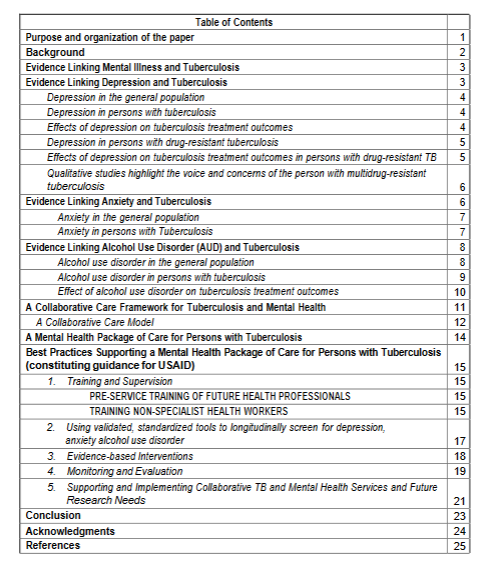 Table of Contents
Purpose and organization of the paper 1
Background 2
Evidence Linking Mental Illness and Tuberculosis 3
Evidence Linking Depression and Tuberculosis 3
Depression in the general population 4
Depression in persons with tuberculosis 4
Effects of depression on tuberculosis treatment outcomes 4
Depression in persons with drug-resistant tuberculosis 5
Effects of depression on tuberculosis treatment outcomes in persons with drug-resistant TB 5
Qualitative studies highlight the voice and concerns of the person with multidrug-resistant
tuberculosis 6
Evidence Linking Anxiety and Tuberculosis 6
Anxiety in the general population 7
Anxiety in persons with Tuberculosis 7
Evidence Linking Alcohol Use Disorder (AUD) and Tuberculosis 8
Alcohol use disorder in the general population 8
Alcohol use disorder in persons with tuberculosis 9
Effect of alcohol use disorder on tuberculosis treatment outcomes 10
A Collaborative Care Framework for Tuberculosis and Mental Health 11
A Collaborative Care Model 12
A Mental Health Package of Care for Persons with Tuberculosis 14
Best Practices Supporting a Mental Health Package of Care for Persons with Tuberculosis
(constituting guidance for USAID) 15
1. Training and Supervision 15
PRE-SERVICE TRAINING OF FUTURE HEALTH PROFESSIONALS 15
TRAINING NON-SPECIALIST HEALTH WORKERS 15
2. Using validated, standardized tools to longitudinally screen for depression,
anxiety alcohol use disorder 17
3. Evidence-based Interventions 18
4. Monitoring and Evaluation 19
5. Supporting and Implementing Collaborative TB and Mental Health Services and Future
Research Needs 21
Conclusion 23
Acknowledgments 24
References 25